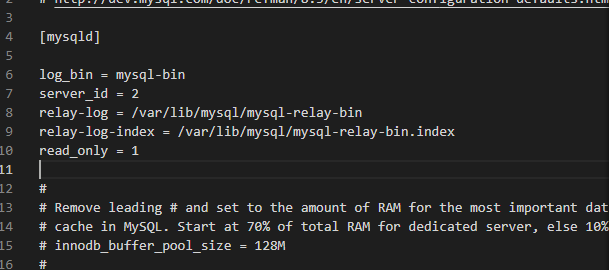 2
# http://dev.mysql.com/doc/refman/8.3/en/server-configuration-defaults.htm
3
4 [mysqld]
5
6 log_bin = mysql-bin
7 server_id = 2
8 relay-log = /var/lib/mysql/mysql-relay-bin
9 relay-log-index = /var/lib/mysql/mysql-relay-bin.index
10 read_only = 1
11
12 #
13 # Remove leading # and set to the amount of RAM for the most important dat
14 # cache in MySQL. Start at 70% of total RAM for dedicated server, else 10%
15 # innodb_buffer_pool_size = 128M
16 #